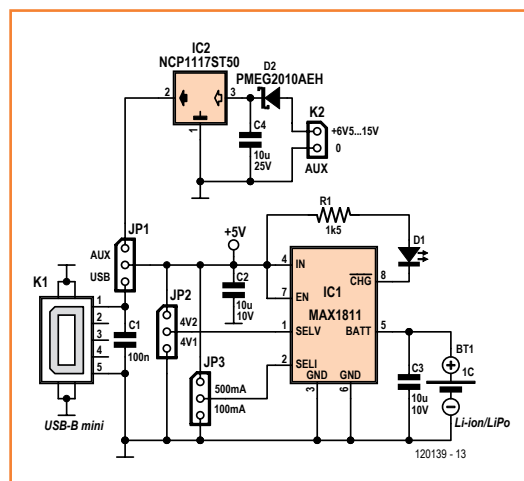 IC2
NCP1117ST50
D2
PMEG2010AEH
2
3
1
C4
10u
25V
K2
+6V5...15V
0
AUX
JP1
AUX
USB
K1
1
2
3
4
5
C1
100n
USB-B mini
JP2
4V2
4V1
JP3
500mA
100mA
+5V
C2
10u
10V
R1
1k5
D1
4
IN
7
EN
1
SELV
2
SELI
IC1
MAX1811
CHG
8
BATT
5
GND
GND
3
6
C3
10u
10V
BT1
1C
Li-ion/LiPo
120139 - 13